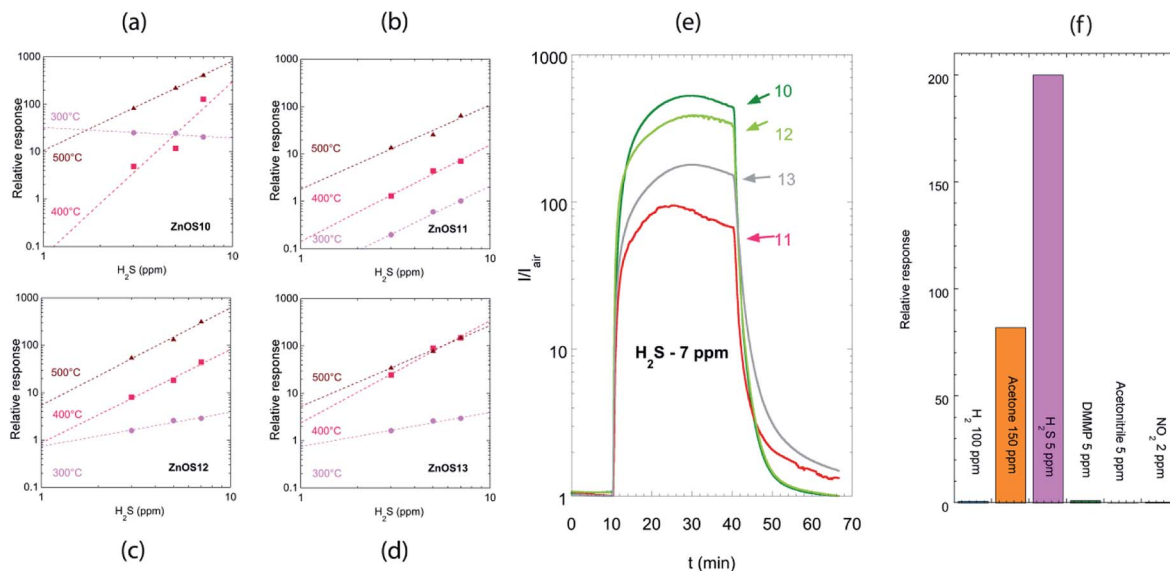 (a)
1000
100
10
1
0.1
Relative response
300°C
500°C
400°C
ZnOS10
1
10
H2S (ppm)
(b)
1000
100
10
1
0.1
Relative response
500°C
400°C
300°C
ZnOS11
1
10
H2S (ppm)
1000
100
10
1
0.1
Relative response
500°C
400°C
300°C
ZnOS12
1
10
H2S (ppm)
(c)
1000
100
10
1
0.1
Relative response
500°C
400°C
300°C
ZnOS13
1
10
H2S (ppm)
(d)
(e)
1000
100
10
1
I/Iair
10
12
13
11
H2S - 7 ppm
0
10
20
30
40
50
60
70
t (min)
(f)
200
150
100
50
0
Relative response
H2 100 ppm
Acetone 150 ppm
H2S 5 ppm
DMMP 5 ppm
Acetonitrile 5 ppm
NO2 2 ppm